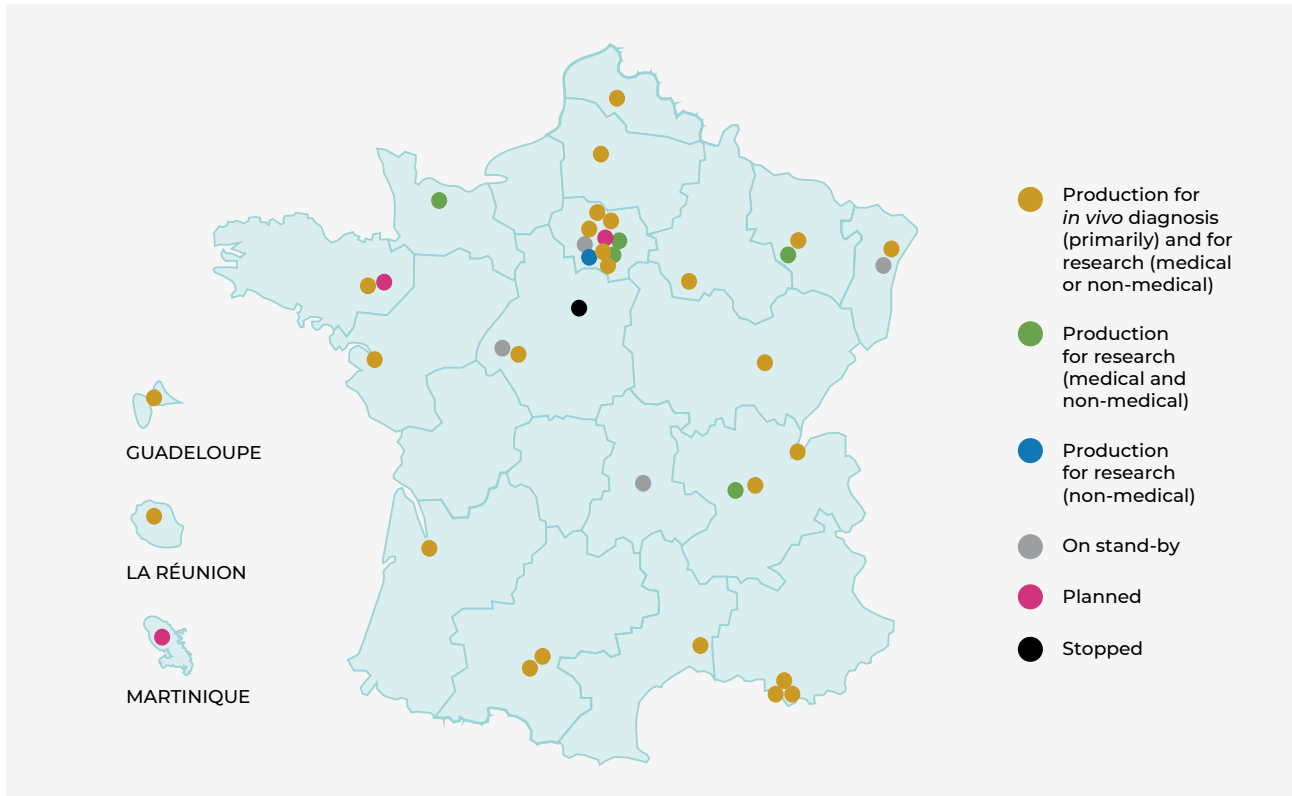 GUADELOUPE
LA RÉUNION
MARTINIQUE
Production for
in vivo diagnosis
(primarily) and for
research (medical
or non-medical)
Production
for research
(medical and
non-medical)
Production
for research
(non-medical)
On stand-by
Planned
Stopped